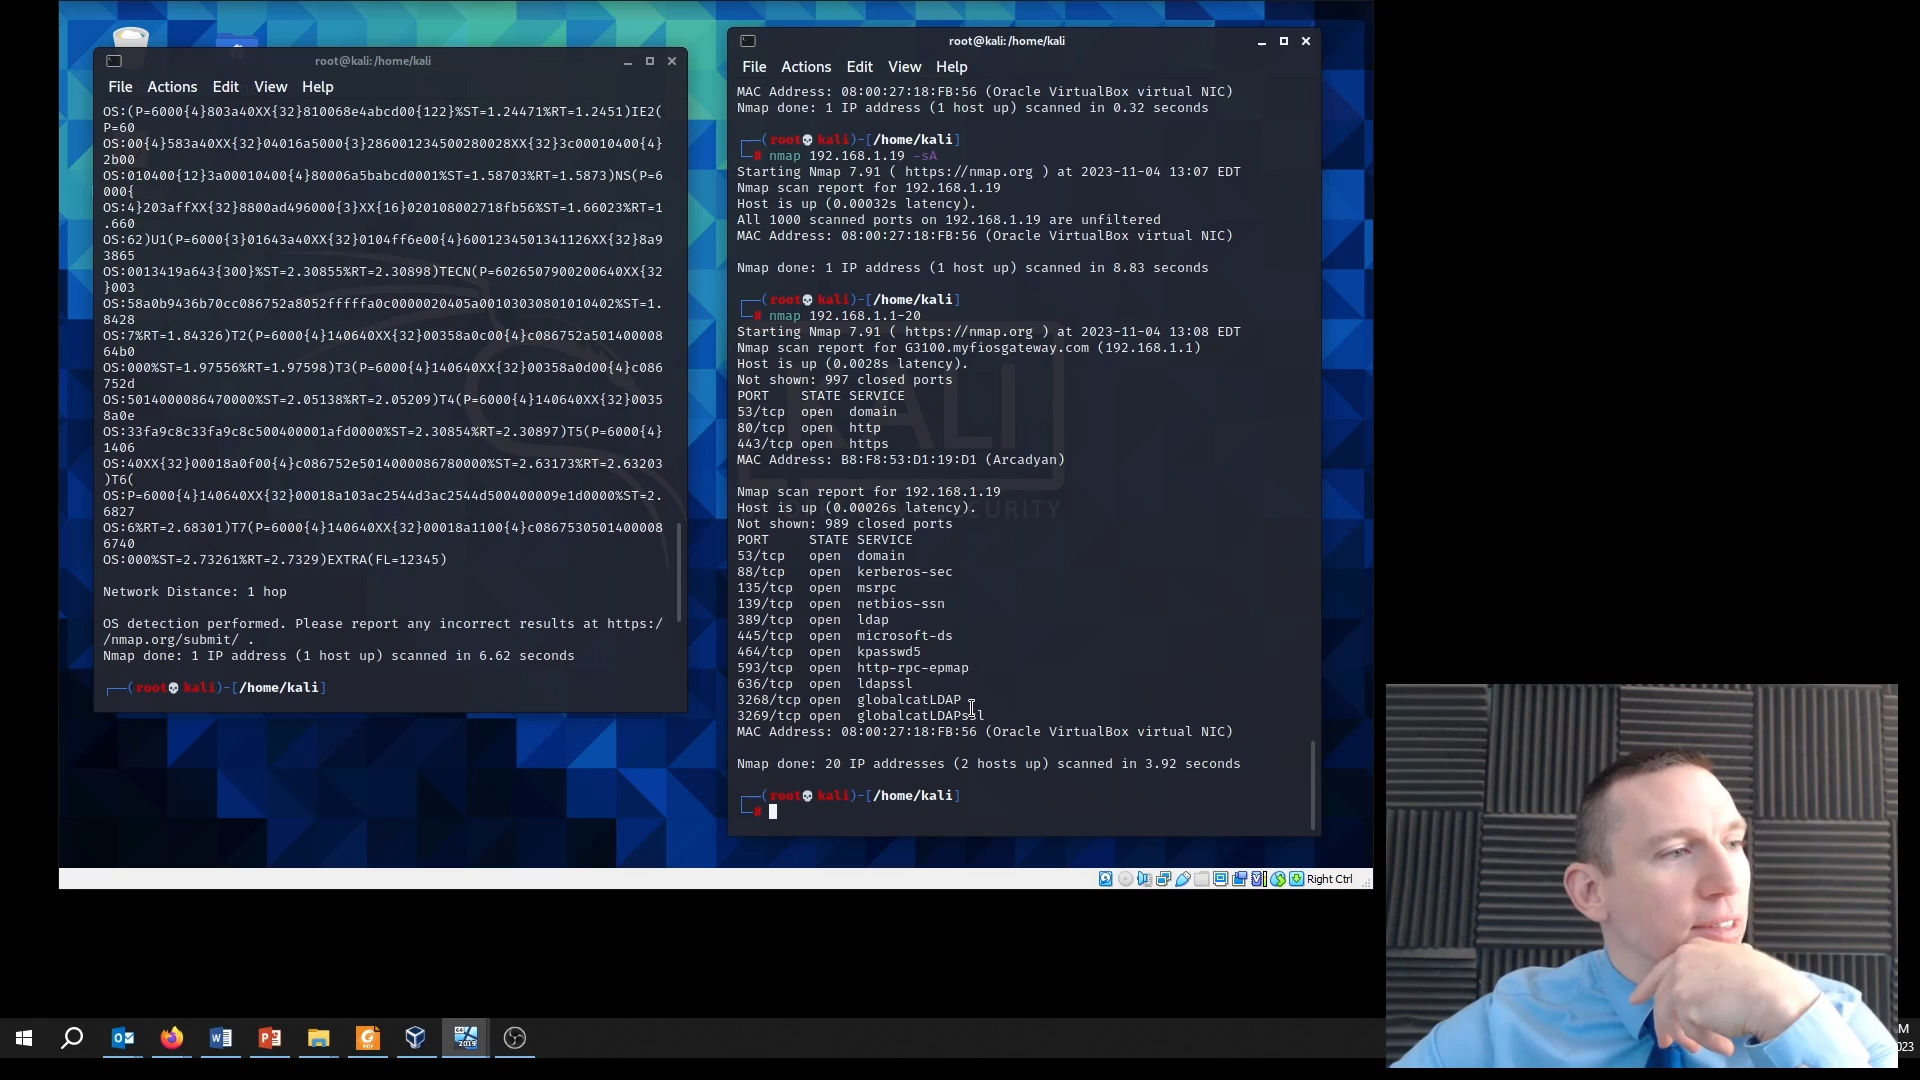 root@kali:/home/kali
File Actions Edit View Help
OS:(P=6000{4}803a40XX{32}810068e4abcd00{122}%ST=1.24471%RT=1.2451)IE2(
P=60
OS:00{4}583a40XX{32}04016a5000{3}286001234500280028XX{32}3c00010400{4}
2b00
OS:010400{12}3a00010400{4}80006a5babcd0001%ST=1.58703%RT=1.5873)NS(P=6
000{
OS:4}203affXX{32}8800ad496000{3}XX{16}020108002718fb56%ST=1.66023%RT=1
.660
OS:62)U1(P=6000{3}01643a40XX{32}0104ff6e00{4}6001234501341126XX{32}8a9
3865
OS:0013419a643{300}%ST=2.30855%RT=2.30898)TECN(P=6026507900200640XX{32
}003
OS:58a0b9436b70cc086752a8052fffffa0c0000020405a00103030801010402%ST=1.
8428
OS:7%RT=1.84326)T2(P=6000{4}140640XX{32}00358a0c00{4}c086752a501400008
64b0
OS:000%ST=1.97556%RT=1.97598)T3(P=6000{4}140640XX{32}00358a0d00{4}c086
752d
OS:5014000086470000%ST=2.05138%RT=2.05209)T4(P=6000{4}140640XX{32}0035
8a0e
OS:33fa9c8c33fa9c8c500400001afd0000%ST=2.30854%RT=2.30897)T5(P=6000{4}
1406
OS:40XX{32}00018a0f00{4}c086752e5014000086780000%ST=2.63173%RT=2.63203
)T6(
OS:P=6000{4}140640XX{32}00018a103ac2544d3ac2544d500400009e1d0000%ST=2.
6827
OS:6%RT=2.68301)T7(P=6000{4}140640XX{32}00018a1100{4}c0867530501400008
6740
OS:000%ST=2.73261%RT=2.7329)EXTRA(FL=12345)
Network Distance: 1 hop
OS detection performed. Please report any incorrect results at https:/
/nmap.org/submit/ .
Nmap done: 1 IP address (1 host up) scanned in 6.62 seconds
┌──(root💀kali)-[/home/kali]
root@kali:/home/kali
File Actions Edit View Help
MAC Address: 08:00:27:18:FB:56 (Oracle VirtualBox virtual NIC)
Nmap done: 1 IP address (1 host up) scanned in 0.32 seconds
┌──(root💀kali)-[/home/kali]
└─# nmap 192.168.1.19 -sA
Starting Nmap 7.91 ( https://nmap.org ) at 2023-11-04 13:07 EDT
Nmap scan report for 192.168.1.19
Host is up (0.00032s latency).
All 1000 scanned ports on 192.168.1.19 are unfiltered
MAC Address: 08:00:27:18:FB:56 (Oracle VirtualBox virtual NIC)
Nmap done: 1 IP address (1 host up) scanned in 8.83 seconds
┌──(root💀kali)-[/home/kali]
└─# nmap 192.168.1.1-20
Starting Nmap 7.91 ( https://nmap.org ) at 2023-11-04 13:08 EDT
Nmap scan report for G3100.myfiosgateway.com (192.168.1.1)
Host is up (0.0028s latency).
Not shown: 997 closed ports
PORT STATE SERVICE
53/tcp open domain
80/tcp open http
443/tcp open https
MAC Address: B8:F8:53:D1:19:D1 (Arcadyan)
Nmap scan report for 192.168.1.19
Host is up (0.00026s latency).
Not shown: 989 closed ports
PORT STATE SERVICE
53/tcp open domain
88/tcp open kerberos-sec
135/tcp open msrpc
139/tcp open netbios-ssn
389/tcp open ldap
445/tcp open microsoft-ds
464/tcp open kpasswd5
593/tcp open http-rpc-epmap
636/tcp open ldapssl
3268/tcp open globalcatLDAP
3269/tcp open globalcatLDAPssl
MAC Address: 08:00:27:18:FB:56 (Oracle VirtualBox virtual NIC)
Nmap done: 20 IP addresses (2 hosts up) scanned in 3.92 seconds
┌──(root💀kali)-[/home/kali]
└─#
KALI
Right Ctrl
M
023